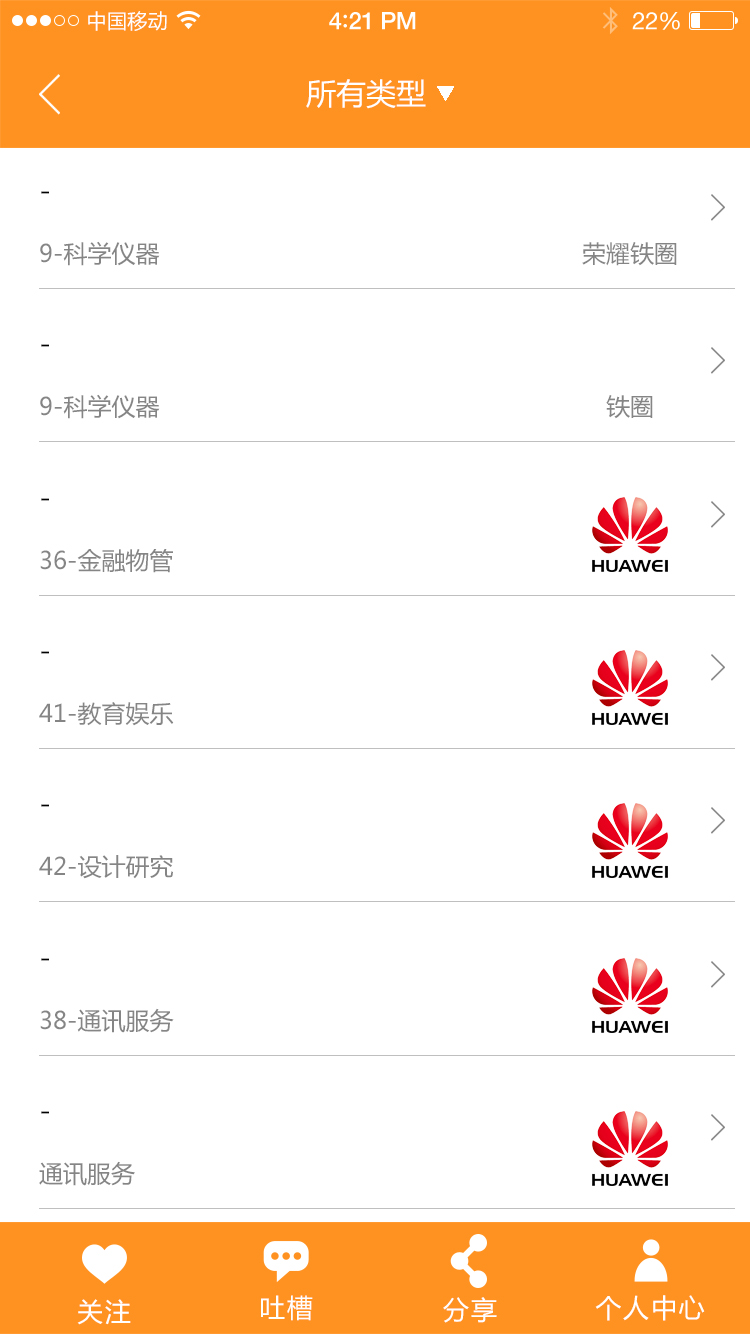 中国移动 4:21 PM 22%
所有类型
-
9-科学仪器 荣耀铁圈
-
9-科学仪器 铁圈
-
36-金融物管 HUAWEI
-
41-教育娱乐 HUAWEI
-
42-设计研究 HUAWEI
-
38-通讯服务 HUAWEI
-
通讯服务 HUAWEI
关注 吐槽 分享 个人中心